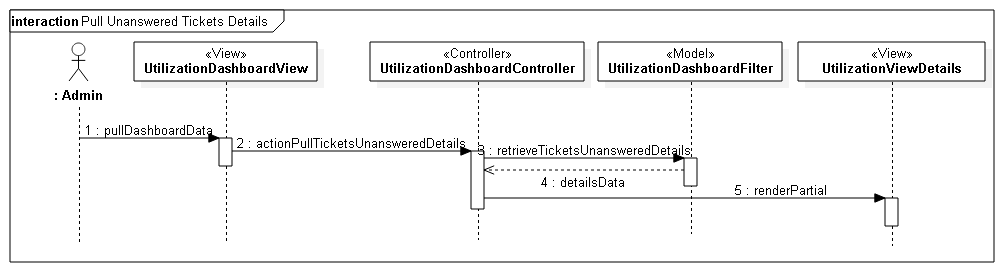 interaction Pull Unanswered Tickets Details
«View»
UtilizationDashboardView
«Controller»
UtilizationDashboardController
«Model»
UtilizationDashboardFilter
«View»
UtilizationViewDetails
: Admin
1 : pullDashboardData
2 : actionPullTicketsUnansweredDetails
3 : retrieveTicketsUnansweredDetails
4 : detailsData
5 : renderPartial